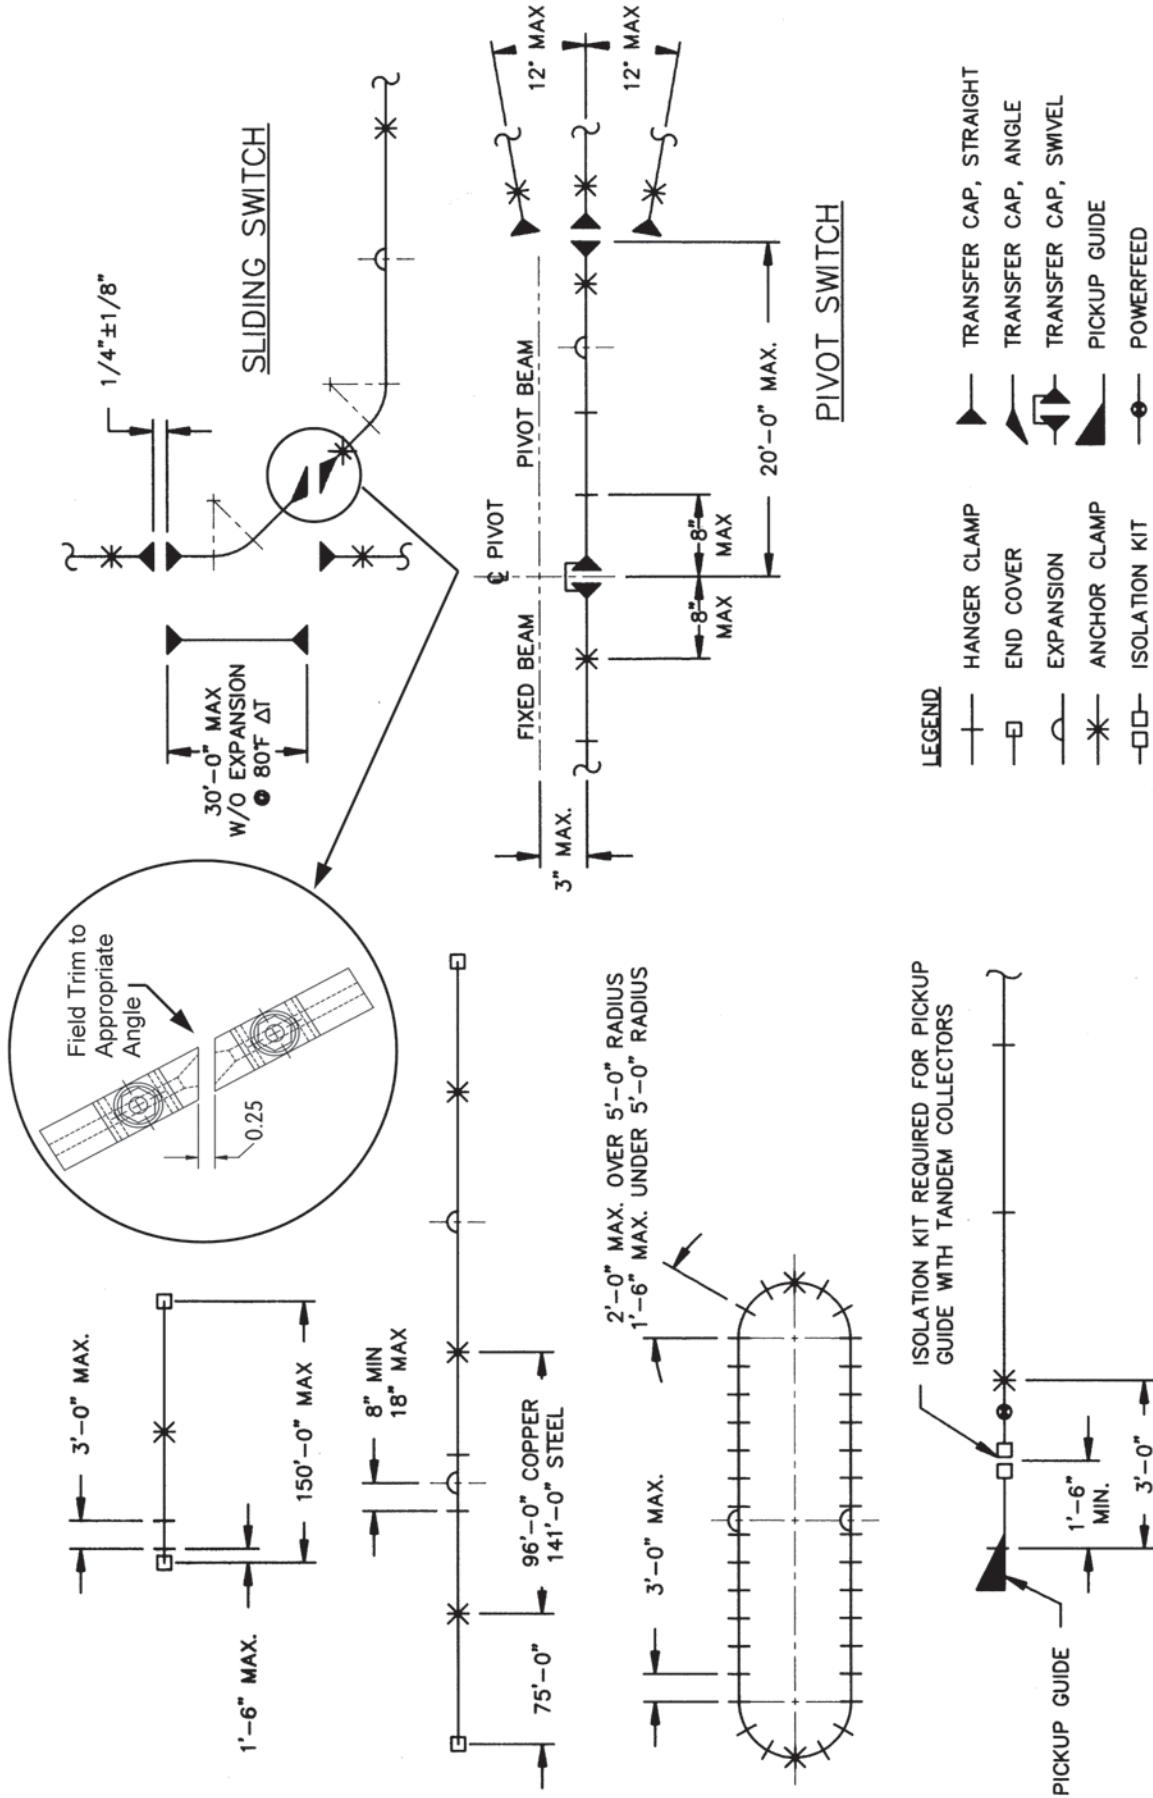 3'-0" MAX.
1'-6" MAX.
150'-0" MAX
Field Trim to
Appropriate
Angle
0.25
30'-0" MAX
W/O EXPANSION
@ 80°F ΔT
1/4"±1/8"
SLIDING SWITCH
8" MIN
18" MAX
75'-0"
96'-0" COPPER
141'-0" STEEL
FIXED BEAM
℄ PIVOT
PIVOT BEAM
3" MAX.
8"
MAX
8"
MAX
20'-0" MAX.
12° MAX
12° MAX
PIVOT SWITCH
3'-0" MAX.
2'-0" MAX. OVER 5'-0" RADIUS
1'-6" MAX. UNDER 5'-0" RADIUS
ISOLATION KIT REQUIRED FOR PICKUP
GUIDE WITH TANDEM COLLECTORS
PICKUP GUIDE
1'-6"
MIN.
3'-0"
LEGEND
HANGER CLAMP
END COVER
EXPANSION
ANCHOR CLAMP
ISOLATION KIT
TRANSFER CAP, STRAIGHT
TRANSFER CAP, ANGLE
TRANSFER CAP, SWIVEL
PICKUP GUIDE
POWERFEED